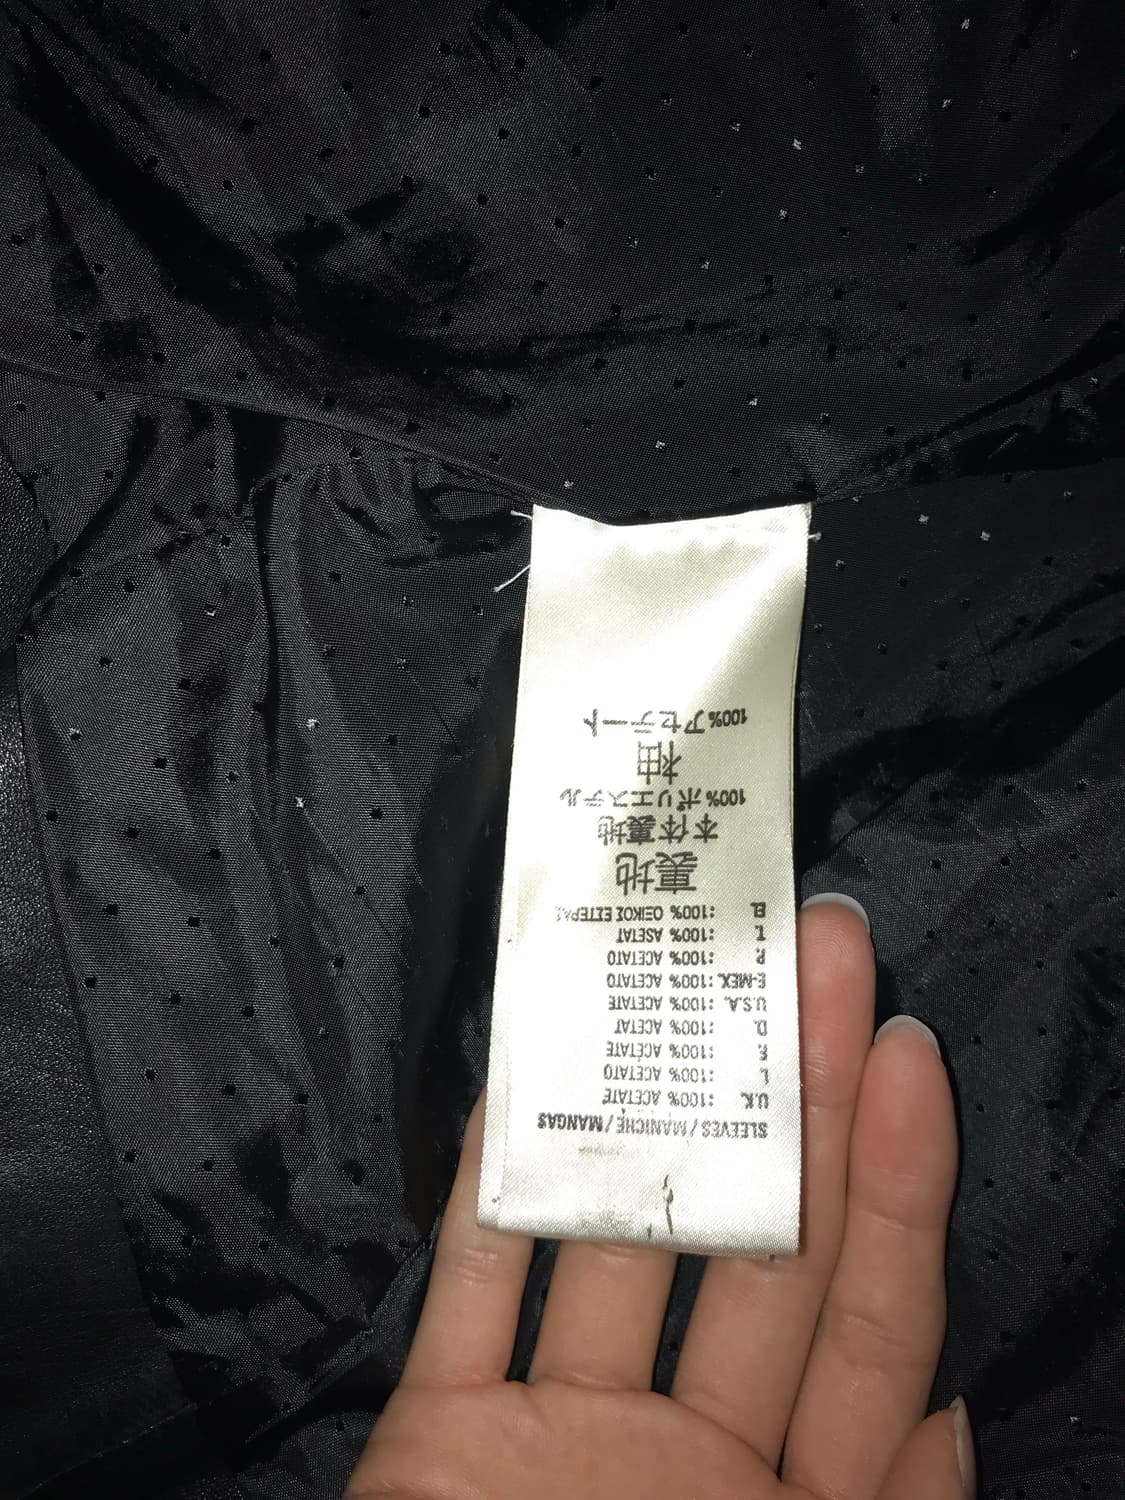 SLEEVES / MANICHE / MANGAS
U.K. :100% ACETATE
I. :100% ACETATO
F. :100% ACÉTATE
D. :100% ACETAT
U.S.A. :100% ACETATE
E-MEX. :100% ACETATO
P. :100% ACETATO
T. :100% ASETAT
EL :100% ΟΞΙΚΟΣ ΕΣΤΕΡΑΣ
裏地
本体裏地
100% ポリエステル
袖
100% アセテート